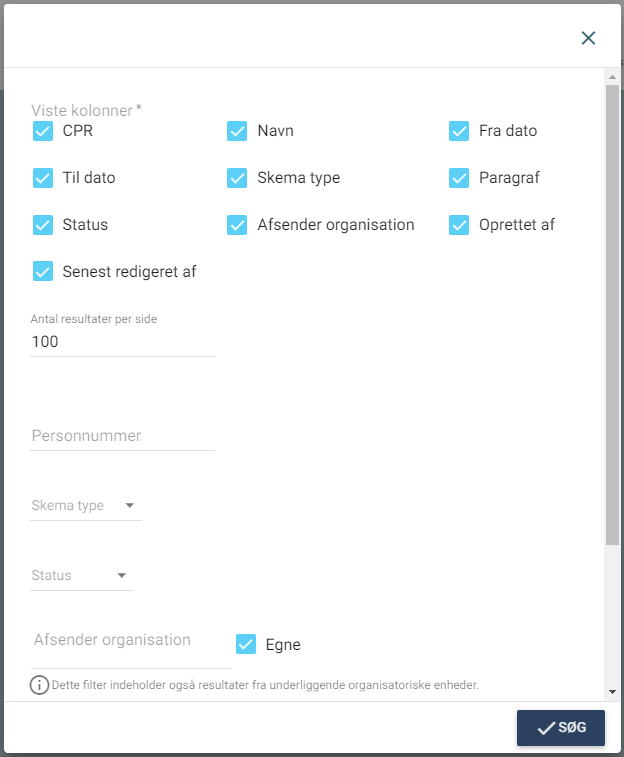 Viste kolonner *
CPR Navn Fra dato
Til dato Skema type Paragraf
Status Afsender organisation Oprettet af
Senest redigeret af
Antal resultater per side
100
Personnummer
Skema type
Status
Afsender organisation Egne
Dette filter indeholder også resultater fra underliggende organisatoriske enheder.
SØG